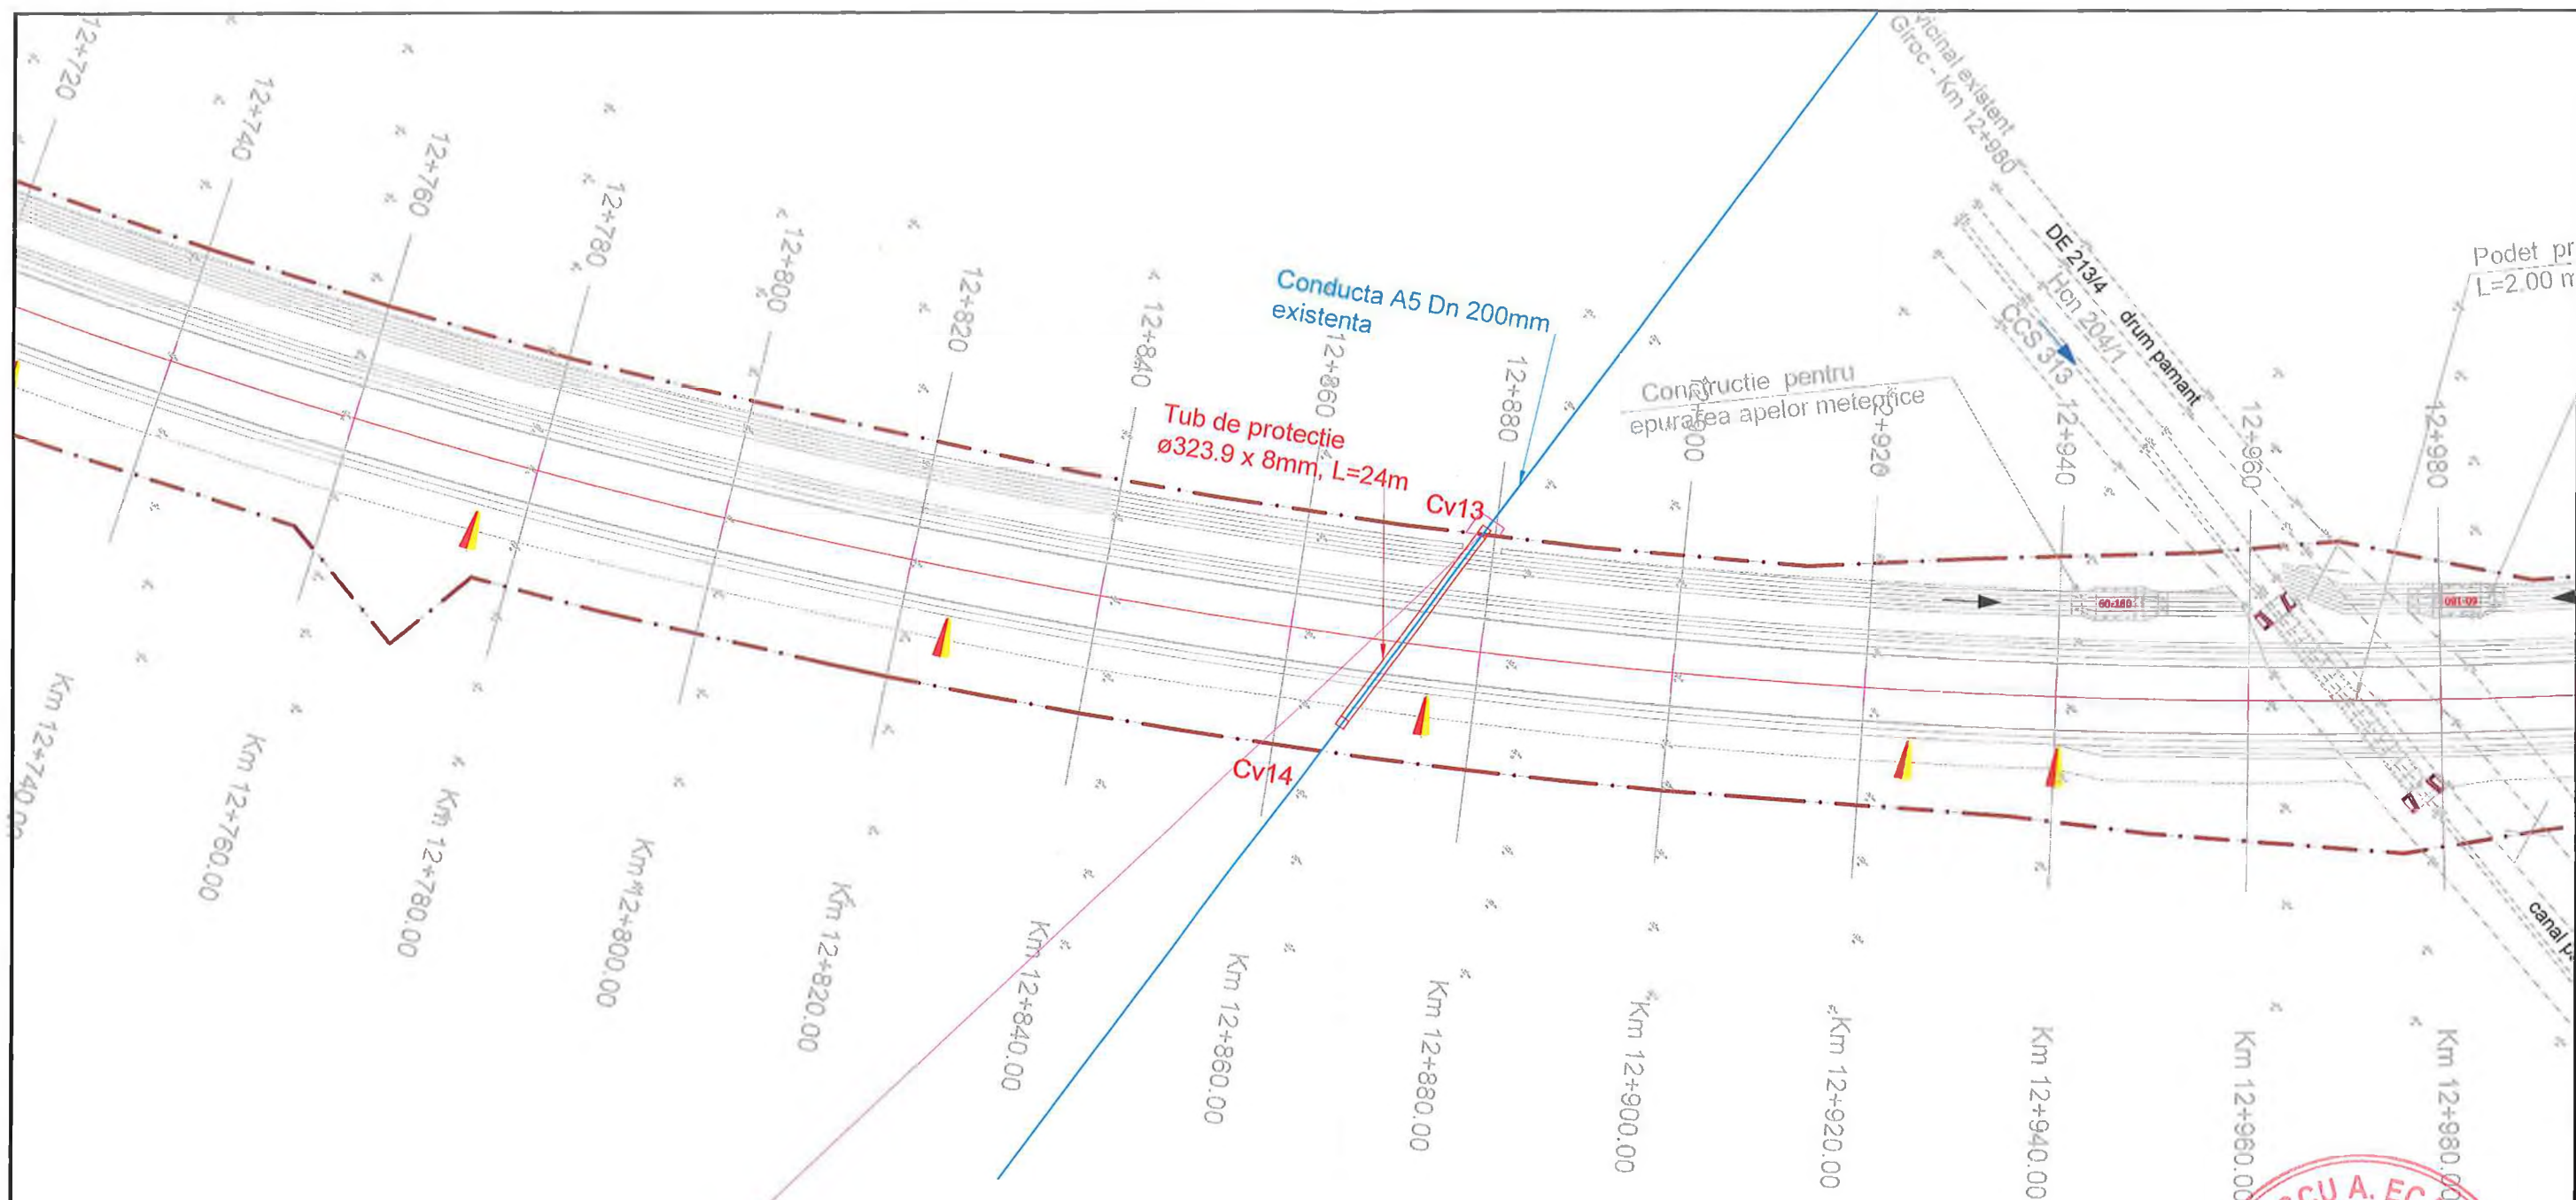 12+720
12+740
12+760
12+780
12+800
12+820
12+840
12+860
12+880
12+920
12+940
12+960
12+980
vicinal existent
Giroc - Km 12+980
DE 213/4 drum pamant
Hcn 204/1
CCS 313
Podet
L=2.00
Conducta A5 Dn 200mm
existenta
Constructie pentru
epurarea apelor meteorice
Tub de protectie
ø323.9 x 8mm, L=24m
Cv13
Cv14
60-180
60-180
canal
Km 12+740.00
Km 12+760.00
Km 12+780.00
Km 12+800.00
Km 12+820.00
Km 12+840.00
Km 12+860.00
Km 12+880.00
Km 12+900.00
Km 12+920.00
Km 12+940.00
Km 12+960.00
Km 12+980.00